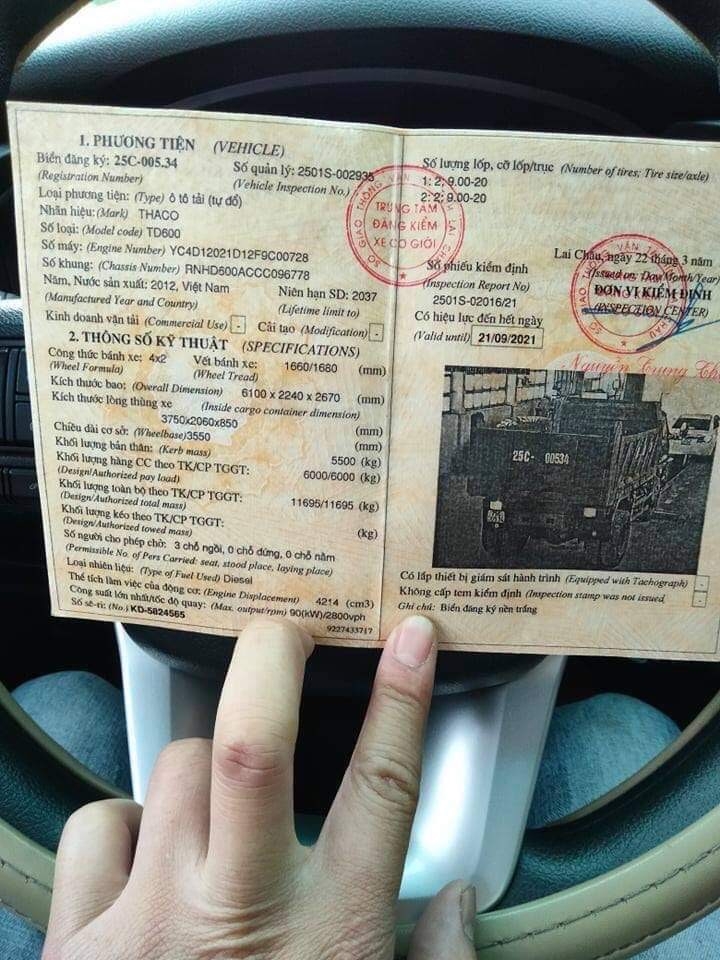 1. PHƯƠNG TIỆN (VEHICLE)
Biển đăng ký: 25C-005.34
(Registration Number)
Số quản lý: 2501S-002935
(Vehicle Inspection No.)
Loại phương tiện: (Type) ô tô tải (tự đổ)
Nhãn hiệu: (Mark) THACO
Số loại: (Model code) TD600
Số máy: (Engine Number) YC4D12021D12F9C00728
Số khung: (Chassis Number) RNHD600ACCC096778
Năm, Nước sản xuất: 2012, Việt Nam
(Manufactured Year and Country)
Niên hạn SD: 2037
(Lifetime limit to)
Kinh doanh vận tải (Commercial Use) - Cải tạo (Modification) -
2. THÔNG SỐ KỸ THUẬT (SPECIFICATIONS)
Công thức bánh xe: 4x2
(Wheel Formula)
Vết bánh xe: 1660/1680 (mm)
(Wheel Tread)
Kích thước bao: (Overall Dimension) 6100 x 2240 x 2670 (mm)
Kích thước lòng thùng xe (Inside cargo container dimension)
3750x2060x850 (mm)
Chiều dài cơ sở: (Wheelbase) 3550 (mm)
Khối lượng bản thân: (Kerb mass) 5500 (kg)
Khối lượng hàng CC theo TK/CP TGGT: 6000/6000 (kg)
(Design/Authorized pay load)
Khối lượng toàn bộ theo TK/CP TGGT: 11695/11695 (kg)
(Design/Authorized total mass)
Khối lượng kéo theo TK/CP TGGT: (kg)
(Design/Authorized towed mass)
Số người cho phép chở: 3 chỗ ngồi, 0 chỗ đứng, 0 chỗ nằm
(Permissible No. of Pers Carried: seat, stood place, laying place)
Loại nhiên liệu: (Type of Fuel Used) Diesel
Thể tích làm việc của động cơ: (Engine Displacement) 4214 (cm3)
Công suất lớn nhất/tốc độ quay: (Max. output/rpm) 90(kW)/2800vph
Số sê-ri: (No.) KD-5824565
9227433717
Số lượng lốp, cỡ lốp/trục (Number of tires; Tire size/axle)
1: 2; 9.00-20
2: 2; 9.00-20
SỞ GIAO THÔNG VẬN TẢI
TRUNG TÂM
ĐĂNG KIỂM
XE CƠ GIỚI
Số phiếu kiểm định
(Inspection Report No)
2501S-02016/21
Có hiệu lực đến hết ngày
(Valid until) 21/09/2021
Lai Châu, ngày 22 tháng 3 năm
(Issued on: Day/Month/Year)
ĐƠN VỊ KIỂM ĐỊNH
(INSPECTION CENTER)
Nguyễn Trung
25C- 00534
Có lắp thiết bị giám sát hành trình (Equipped with Tachograph) -
Không cấp tem kiểm định (Inspection stamp was not issued -
Ghi chú: Biển đăng ký nền trắng